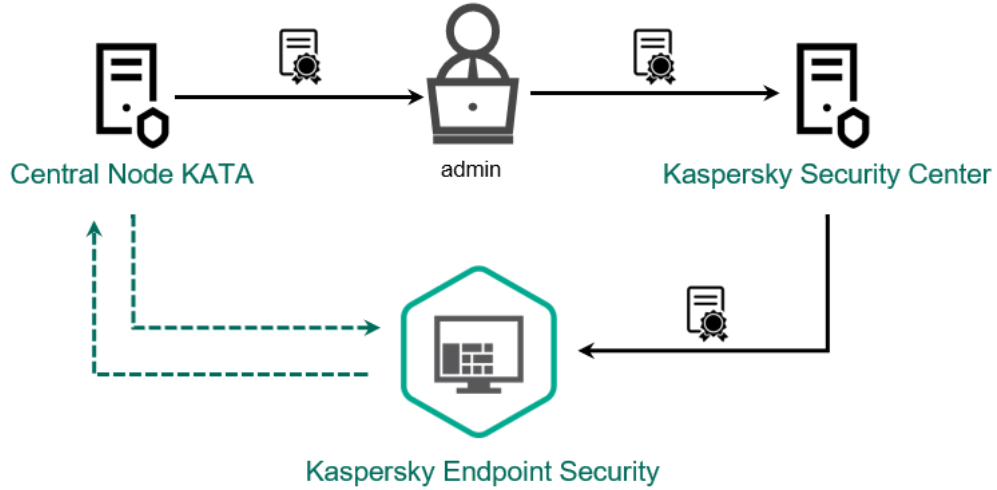 admin
Central Node KATA
Kaspersky Security Center
Kaspersky Endpoint Security